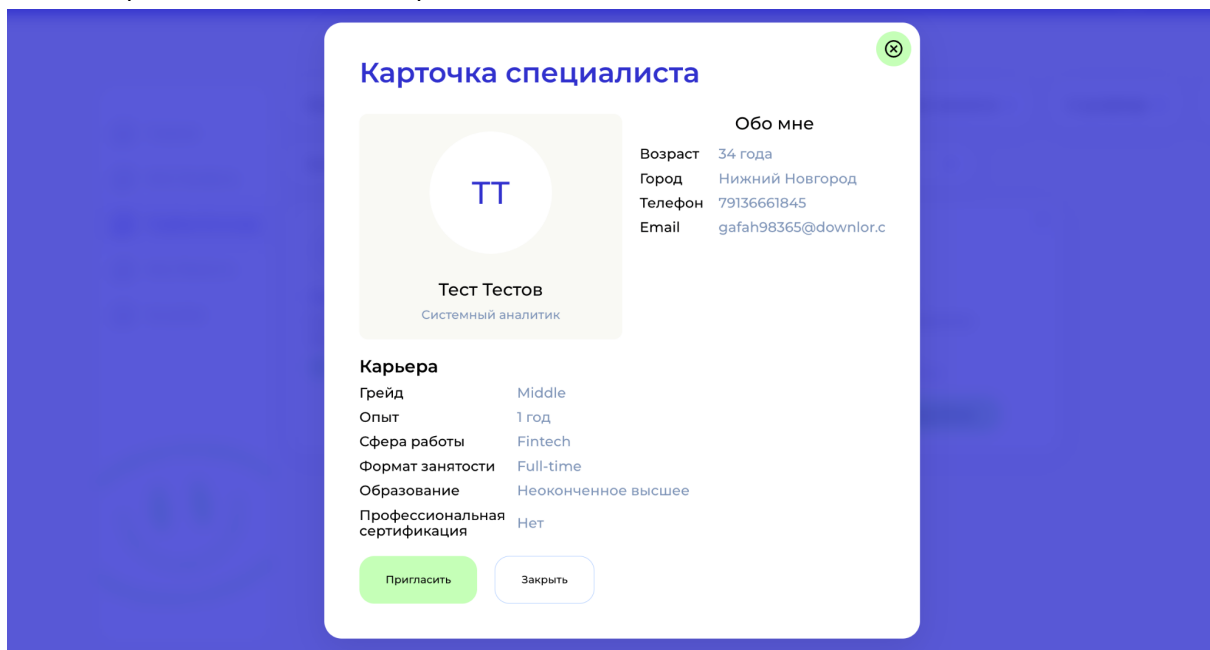 Карточка специалиста
ТТ
Тест Тестов
Системный аналитик
Обо мне
Возраст 34 года
Город Нижний Новгород
Телефон 79136661845
Email gafah98365@downlor.c
Карьера
Грейд Middle
Опыт 1 год
Сфера работы Fintech
Формат занятости Full-time
Образование Неоконченное высшее
Профессиональная
сертификация Нет
Пригласить Закрыть